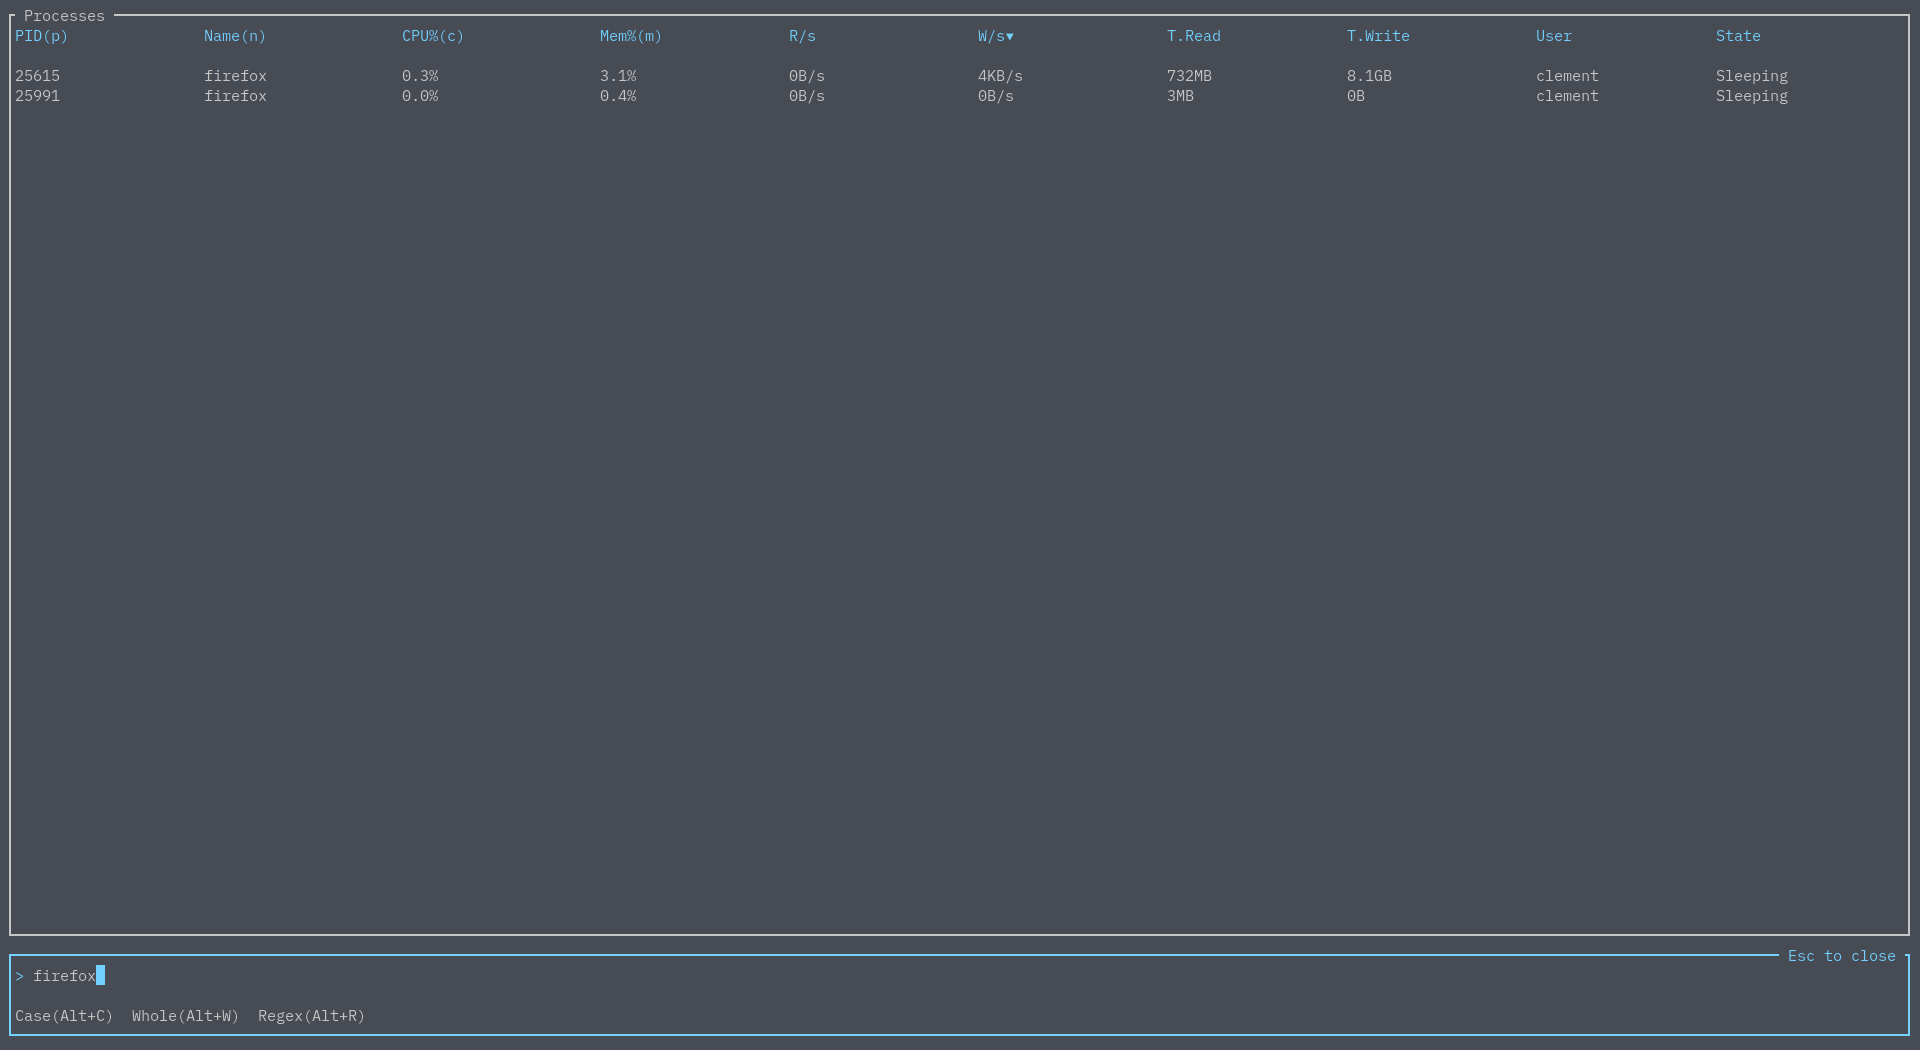 Processes
PID(p) Name(n) CPU%(c) Mem%(m) R/s W/s▼ T.Read T.Write User State
25615 firefox 0.3% 3.1% 0B/s 4KB/s 732MB 8.1GB clement Sleeping
25991 firefox 0.0% 0.4% 0B/s 0B/s 3MB 0B clement Sleeping
Esc to close
> firefox
Case(Alt+C) Whole(Alt+W) Regex(Alt+R)